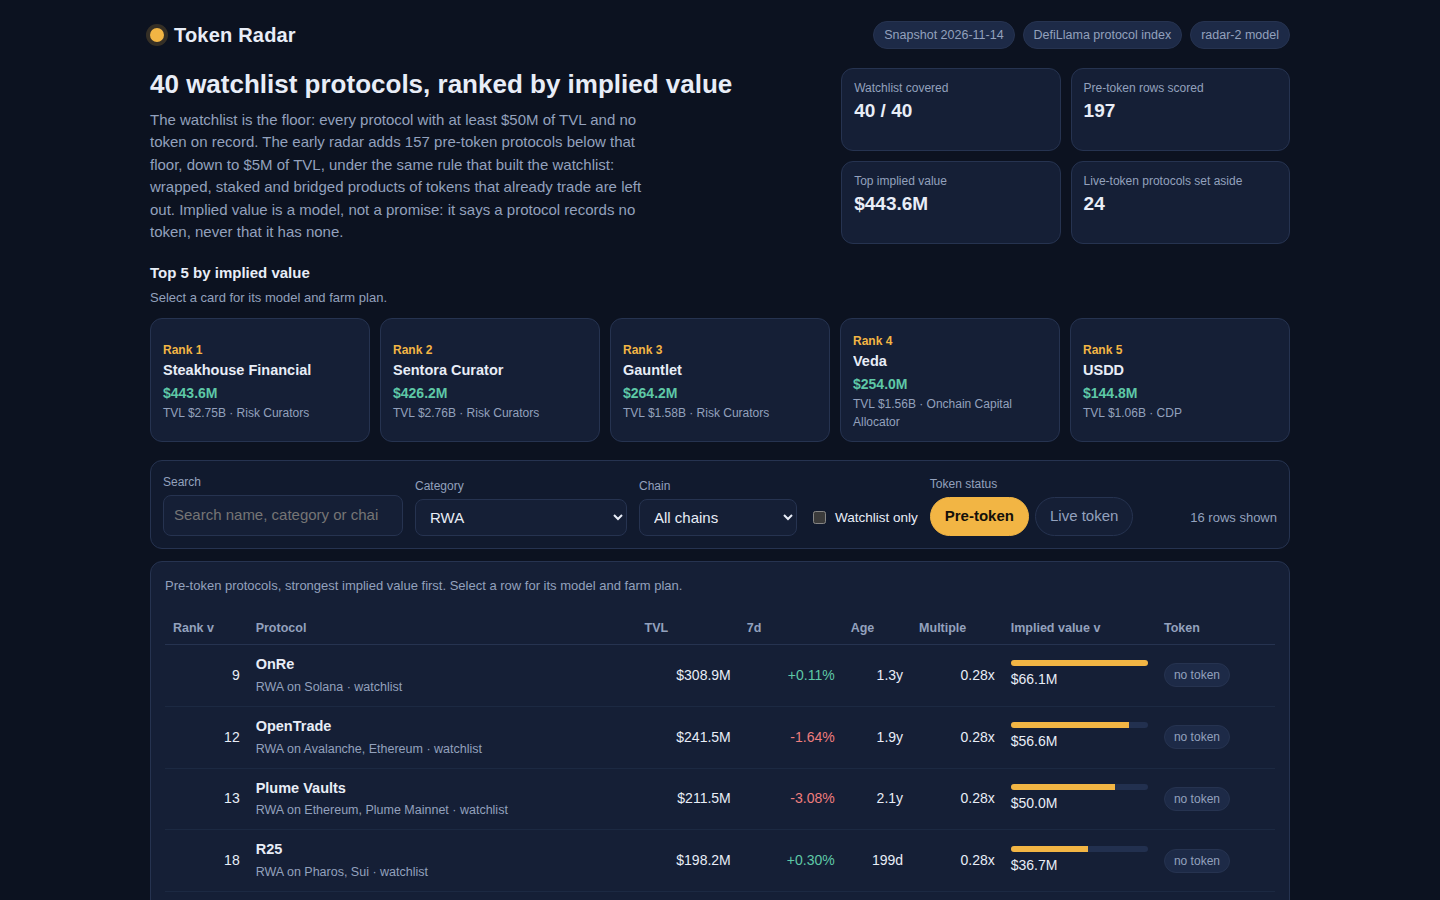 Token Radar
Snapshot 2026-11-14
DefiLlama protocol index
radar-2 model
40 watchlist protocols, ranked by implied value
The watchlist is the floor: every protocol with at least $50M of TVL and no
token on record. The early radar adds 157 pre-token protocols below that
floor, down to $5M of TVL, under the same rule that built the watchlist:
wrapped, staked and bridged products of tokens that already trade are left
out. Implied value is a model, not a promise: it says a protocol records no
token, never that it has none.
Watchlist covered
40 / 40
Pre-token rows scored
197
Top implied value
$443.6M
Live-token protocols set aside
24
Top 5 by implied value
Select a card for its model and farm plan.
Rank 1
Steakhouse Financial
$443.6M
TVL $2.75B · Risk Curators
Rank 2
Sentora Curator
$426.2M
TVL $2.76B · Risk Curators
Rank 3
Gauntlet
$264.2M
TVL $1.58B · Risk Curators
Rank 4
Veda
$254.0M
TVL $1.56B · Onchain Capital
Allocator
Rank 5
USDD
$144.8M
TVL $1.06B · CDP
Search
Search name, category or chai
Category
RWA
Chain
All chains
Watchlist only
Token status
Pre-token
Live token
16 rows shown
Pre-token protocols, strongest implied value first. Select a row for its model and farm plan.
Rank v Protocol TVL 7d Age Multiple Implied value v Token
9 OnRe $308.9M +0.11% 1.3y 0.28x $66.1M no token
RWA on Solana · watchlist
12 OpenTrade $241.5M -1.64% 1.9y 0.28x $56.6M no token
RWA on Avalanche, Ethereum · watchlist
13 Plume Vaults $211.5M -3.08% 2.1y 0.28x $50.0M no token
RWA on Ethereum, Plume Mainnet · watchlist
18 R25 $198.2M +0.30% 199d 0.28x $36.7M no token
RWA on Pharos, Sui · watchlist